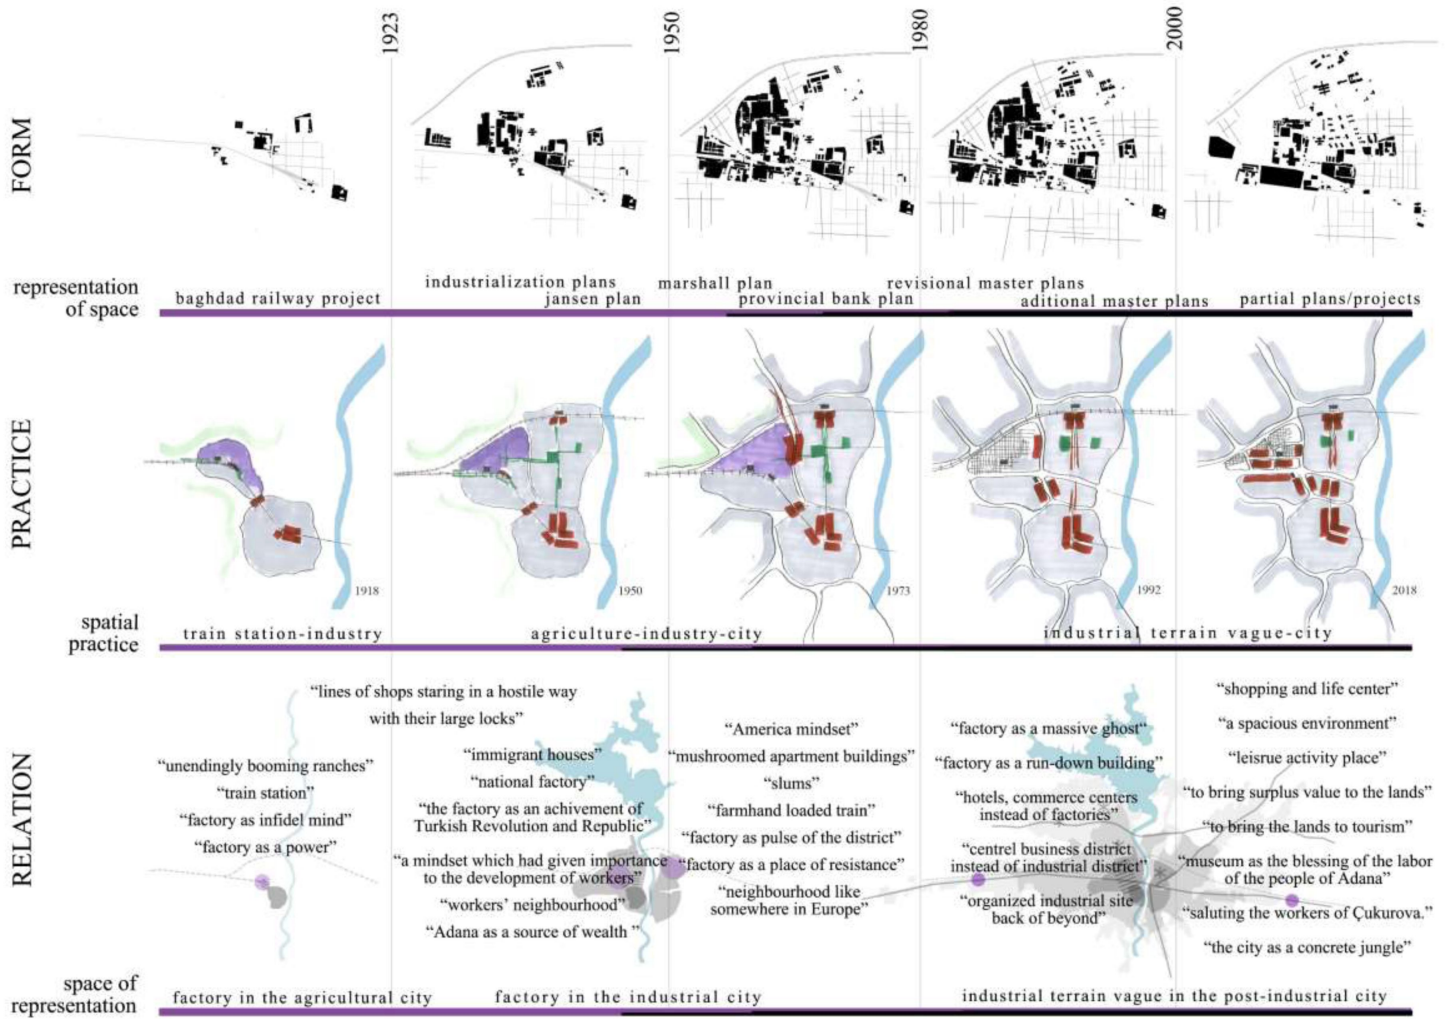 1923
1950
1980
2000
FORM
representation
of space
baghdad railway project
industrialization plans
jansen plan
marshall plan
provincial bank plan
revisional master plans
aditional master plans
partial plans/projects
PRACTICE
1918
1950
1973
1992
2018
spatial
practice
train station-industry
agriculture-industry-city
industrial terrain vague-city
RELATION
“unendingly booming ranches”
“train station”
“factory as infidel mind”
“factory as a power”
“lines of shops staring in a hostile way
with their large locks”
“immigrant houses”
“national factory”
“the factory as an achivement of
Turkish Revolution and Republic”
“a mindset which had given importance
to the development of workers”
“workers’ neighbourhood”
“Adana as a source of wealth ”
“America mindset”
“mushroomed apartment buildings”
“slums”
“farmhand loaded train”
“factory as pulse of the district”
“factory as a place of resistance”
“neighbourhood like
somewhere in Europe”
“factory as a massive ghost”
“factory as a run-down building”
“hotels, commerce centers
instead of factories”
“centrel business district
instead of industrial district”
“organized industrial site
back of beyond”
“shopping and life center”
“a spacious environment”
“leisrue activity place”
“to bring surplus value to the lands”
“to bring the lands to tourism”
“museum as the blessing of the labor
of the people of Adana”
“saluting the workers of Çukurova.”
“the city as a concrete jungle”
space of
representation
factory in the agricultural city
factory in the industrial city
industrial terrain vague in the post-industrial city